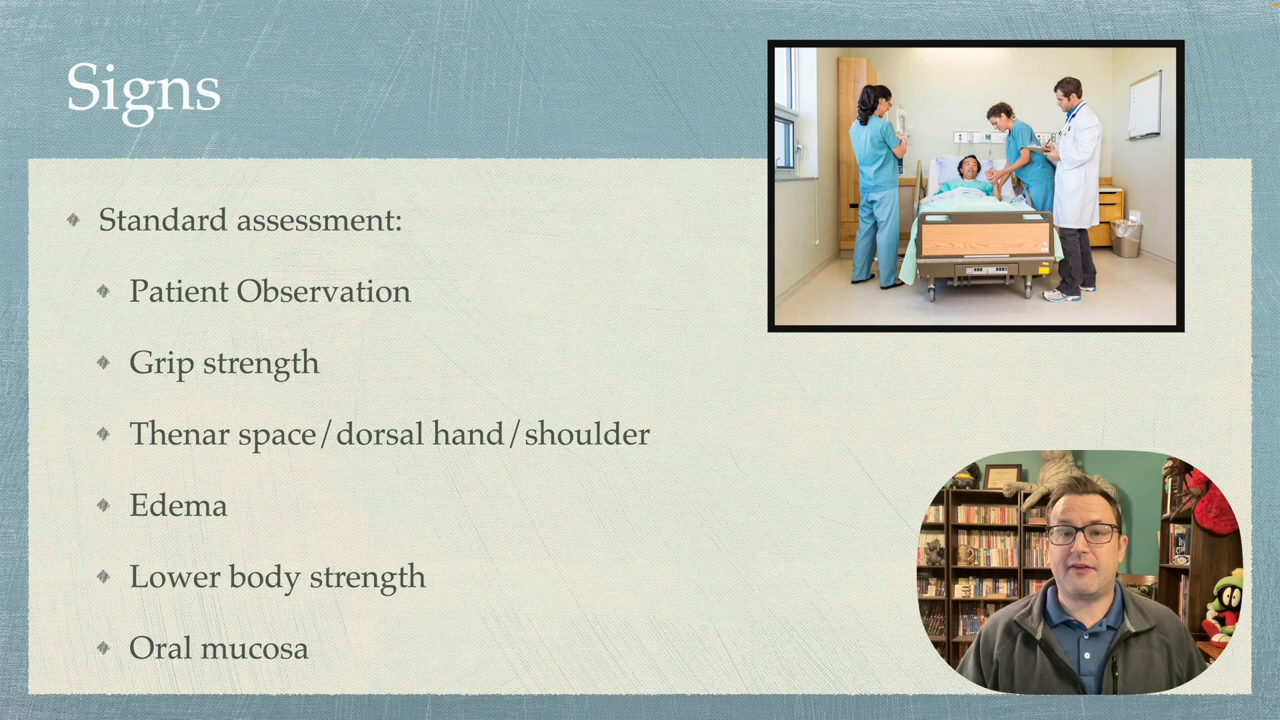 Signs
Standard assessment:
Patient Observation
Grip strength
Thenar space/dorsal hand/shoulder
Edema
Lower body strength
Oral mucosa